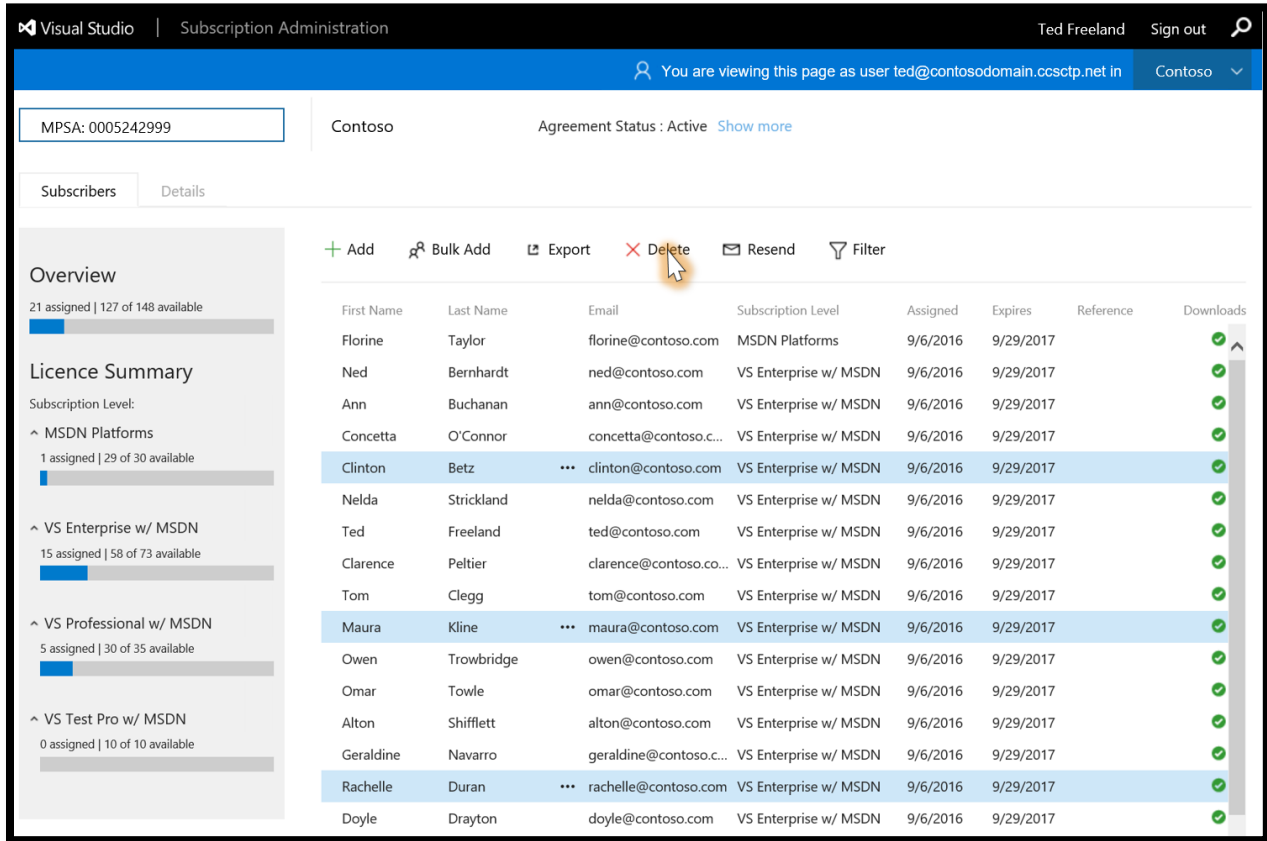 Visual Studio | Subscription Administration Ted Freeland Sign out
You are viewing this page as user ted@contosodomain.ccsctp.net in Contoso
MPSA: 0005242999 Contoso Agreement Status : Active Show more
Subscribers Details
Overview
21 assigned | 127 of 148 available
Licence Summary
Subscription Level:
MSDN Platforms
1 assigned | 29 of 30 available
VS Enterprise w/ MSDN
15 assigned | 58 of 73 available
VS Professional w/ MSDN
5 assigned | 30 of 35 available
VS Test Pro w/ MSDN
0 assigned | 10 of 10 available
Add Bulk Add Export Delete Resend Filter
First Name Last Name Email Subscription Level Assigned Expires Reference Downloads
Florine Taylor florine@contoso.com MSDN Platforms 9/6/2016 9/29/2017
Ned Bernhardt ned@contoso.com VS Enterprise w/ MSDN 9/6/2016 9/29/2017
Ann Buchanan ann@contoso.com VS Enterprise w/ MSDN 9/6/2016 9/29/2017
Concetta O'Connor concetta@contoso.c... VS Enterprise w/ MSDN 9/6/2016 9/29/2017
Clinton Betz ••• clinton@contoso.com VS Enterprise w/ MSDN 9/6/2016 9/29/2017
Nelda Strickland nelda@contoso.com VS Enterprise w/ MSDN 9/6/2016 9/29/2017
Ted Freeland ted@contoso.com VS Enterprise w/ MSDN 9/6/2016 9/29/2017
Clarence Peltier clarence@contoso.co... VS Enterprise w/ MSDN 9/6/2016 9/29/2017
Tom Clegg tom@contoso.com VS Enterprise w/ MSDN 9/6/2016 9/29/2017
Maura Kline ••• maura@contoso.com VS Enterprise w/ MSDN 9/6/2016 9/29/2017
Owen Trowbridge owen@contoso.com VS Enterprise w/ MSDN 9/6/2016 9/29/2017
Omar Towle omar@contoso.com VS Enterprise w/ MSDN 9/6/2016 9/29/2017
Alton Shifflett alton@contoso.com VS Enterprise w/ MSDN 9/6/2016 9/29/2017
Geraldine Navarro geraldine@contoso.c... VS Enterprise w/ MSDN 9/6/2016 9/29/2017
Rachelle Duran ••• rachelle@contoso.com VS Enterprise w/ MSDN 9/6/2016 9/29/2017
Doyle Drayton doyle@contoso.com VS Enterprise w/ MSDN 9/6/2016 9/29/2017